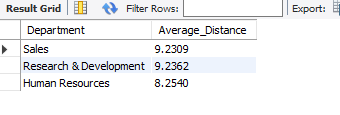 Result Grid Filter Rows: Export:
Department Average_Distance
Sales 9.2309
Research & Development 9.2362
Human Resources 8.2540